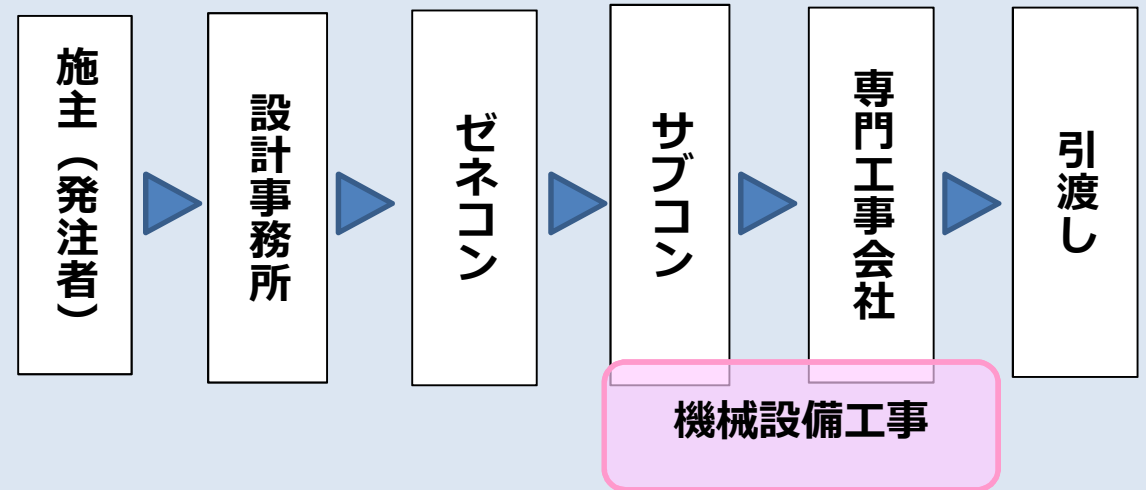 施主（発注者）
設計事務所
ゼネコン
サブコン
専門工事会社
引渡し
機械設備工事